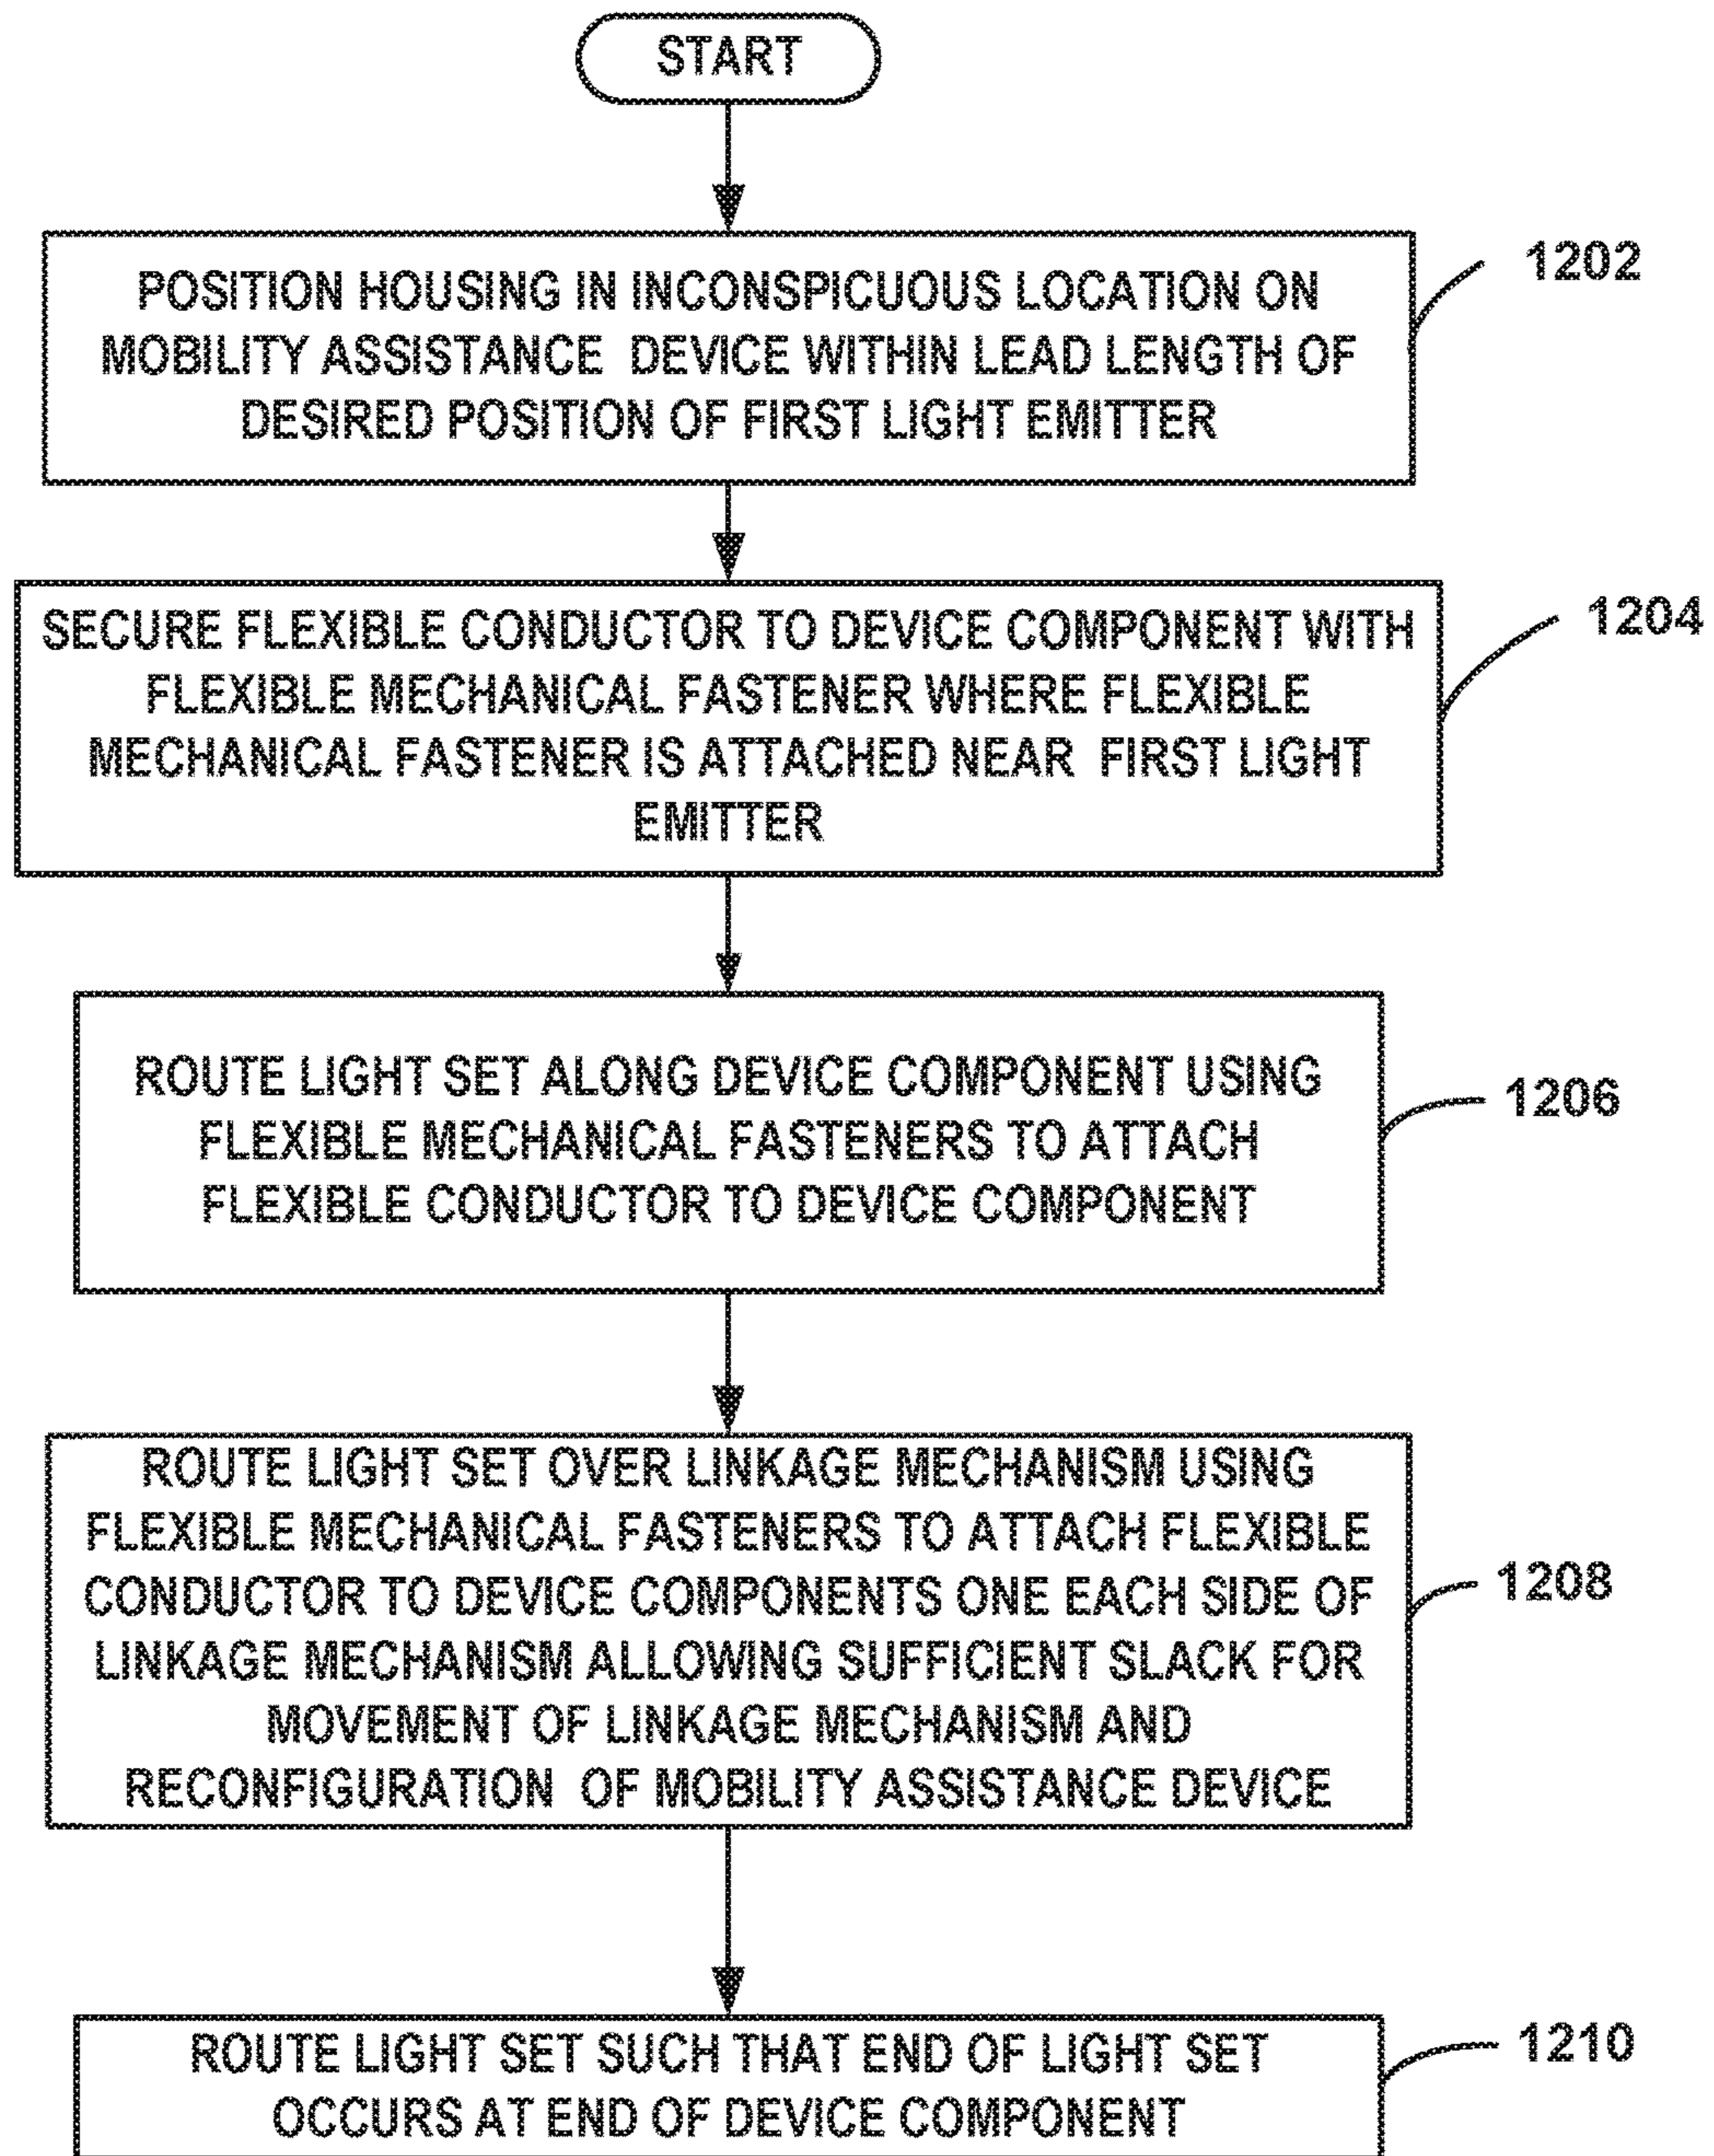 START
POSITION HOUSING IN INCONSPICUOUS LOCATION ON
MOBILITY ASSISTANCE DEVICE WITHIN LEAD LENGTH OF
DESIRED POSITION OF FIRST LIGHT EMITTER
1202
SECURE FLEXIBLE CONDUCTOR TO DEVICE COMPONENT WITH
FLEXIBLE MECHANICAL FASTENER WHERE FLEXIBLE
MECHANICAL FASTENER IS ATTACHED NEAR FIRST LIGHT
EMITTER
1204
ROUTE LIGHT SET ALONG DEVICE COMPONENT USING
FLEXIBLE MECHANICAL FASTENERS TO ATTACH
FLEXIBLE CONDUCTOR TO DEVICE COMPONENT
1206
ROUTE LIGHT SET OVER LINKAGE MECHANISM USING
FLEXIBLE MECHANICAL FASTENERS TO ATTACH FLEXIBLE
CONDUCTOR TO DEVICE COMPONENTS ONE EACH SIDE OF
LINKAGE MECHANISM ALLOWING SUFFICIENT SLACK FOR
MOVEMENT OF LINKAGE MECHANISM AND
RECONFIGURATION OF MOBILITY ASSISTANCE DEVICE
1208
ROUTE LIGHT SET SUCH THAT END OF LIGHT SET
OCCURS AT END OF DEVICE COMPONENT
1210